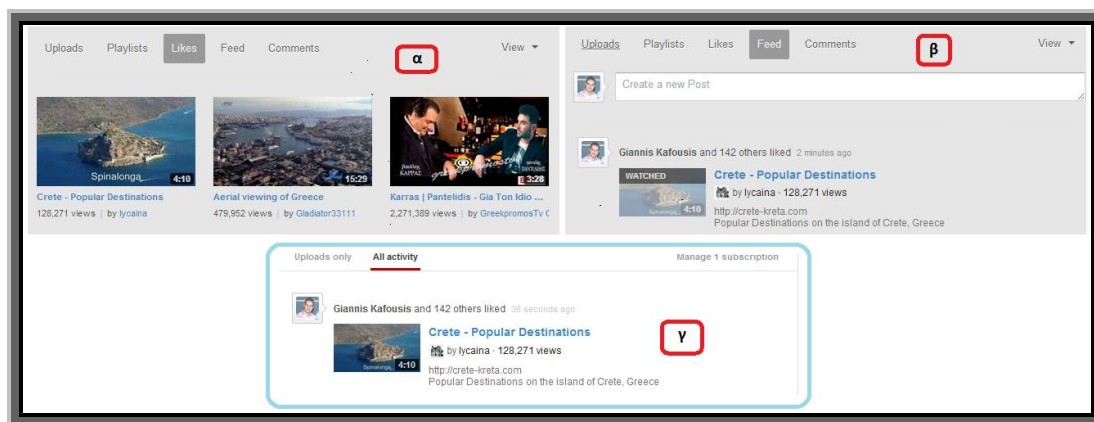 Uploads Playlists Likes Feed Comments View
α
Spinalonga 4:10
15:29
ΚΑΡΡΑΣ
greekpromostv
ΠΑΝΤΕΛΙΔΗΣ
3:28
Crete - Popular Destinations
128,271 views | by lycaina
Aerial viewing of Greece
479,952 views | by Gladiator33111
Karras | Pantelidis - Gia Ton Idio ...
2,271,389 views | by GreekpromosTv
Uploads Playlists Likes Feed Comments View
β
Create a new Post
Giannis Kafousis and 142 others liked 2 minutes ago
WATCHED
Spinalonga 4:10
Crete - Popular Destinations
by lycaina · 128,271 views
http://crete-kreta.com
Popular Destinations on the island of Crete, Greece
Uploads only All activity Manage 1 subscription
Giannis Kafousis and 142 others liked 36 seconds ago
γ
Spinalonga 4:10
Crete - Popular Destinations
by lycaina · 128,271 views
http://crete-kreta.com
Popular Destinations on the island of Crete, Greece